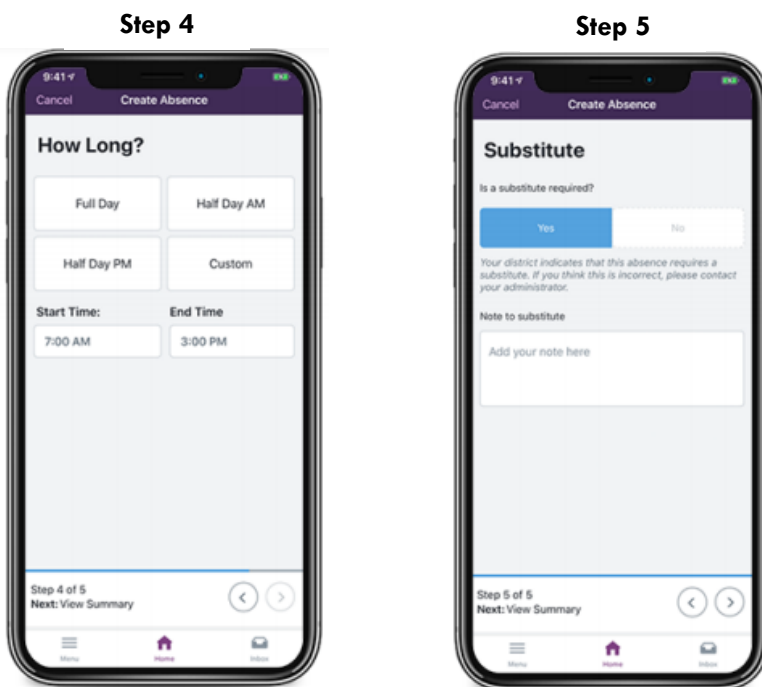 Step 4
9:41
Cancel Create Absence
How Long?
Full Day Half Day AM
Half Day PM Custom
Start Time: End Time
7:00 AM 3:00 PM
Step 4 of 5
Next: View Summary
Menu Home Inbox
Step 5
9:41
Cancel Create Absence
Substitute
Is a substitute required?
Yes No
Your district indicates that this absence requires a
substitute. If you think this is incorrect, please contact
your administrator.
Note to substitute
Add your note here
Step 5 of 5
Next: View Summary
Menu Home Inbox